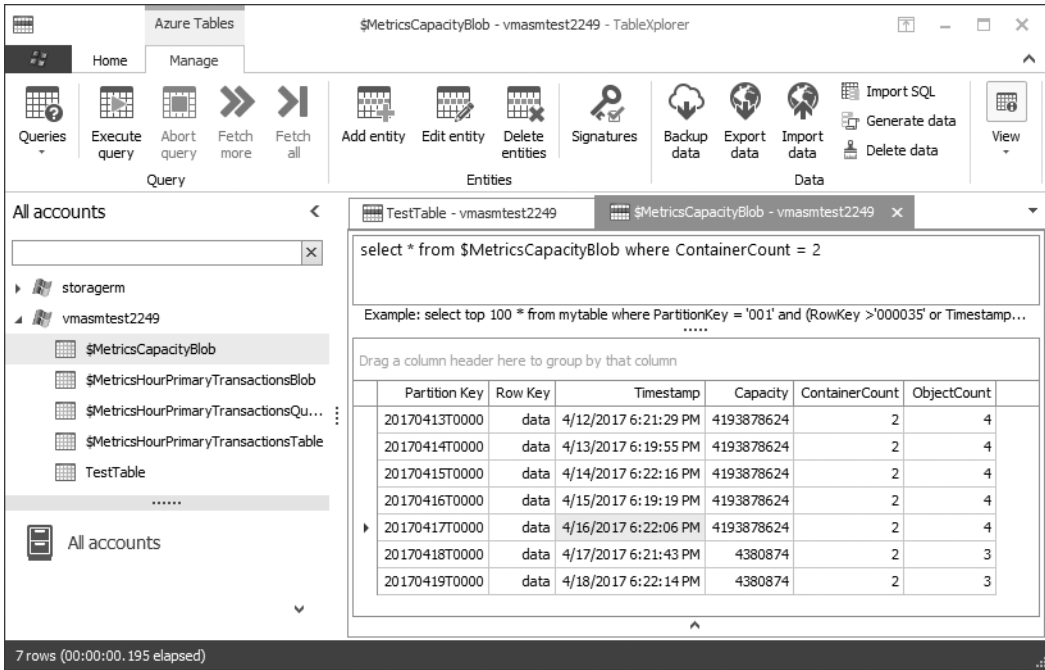 Azure Tables
$MetricsCapacityBlob - vmasmtest2249 - TableXplorer
Home
Manage
Queries
Execute query
Abort query
Fetch more
Fetch all
Query
Add entity
Edit entity
Delete entities
Entities
Signatures
Backup data
Export data
Import data
Import SQL
Generate data
Delete data
Data
View
All accounts
storagerm
vmasmtest2249
$MetricsCapacityBlob
$MetricsHourPrimaryTransactionsBlob
$MetricsHourPrimaryTransactionsQu...
$MetricsHourPrimaryTransactionsTable
TestTable
All accounts
TestTable - vmasmtest2249
$MetricsCapacityBlob - vmasmtest2249
select * from $MetricsCapacityBlob where ContainerCount = 2
Example: select top 100 * from mytable where PartitionKey = '001' and (RowKey >'000035' or Timestamp...
Drag a column header here to group by that column
Partition Key Row Key Timestamp Capacity ContainerCount ObjectCount
20170413T0000 data 4/12/2017 6:21:29 PM 4193878624 2 4
20170414T0000 data 4/13/2017 6:19:55 PM 4193878624 2 4
20170415T0000 data 4/14/2017 6:22:16 PM 4193878624 2 4
20170416T0000 data 4/15/2017 6:19:19 PM 4193878624 2 4
20170417T0000 data 4/16/2017 6:22:06 PM 4193878624 2 4
20170418T0000 data 4/17/2017 6:21:43 PM 4380874 2 3
20170419T0000 data 4/18/2017 6:22:14 PM 4380874 2 3
7 rows (00:00:00.195 elapsed)